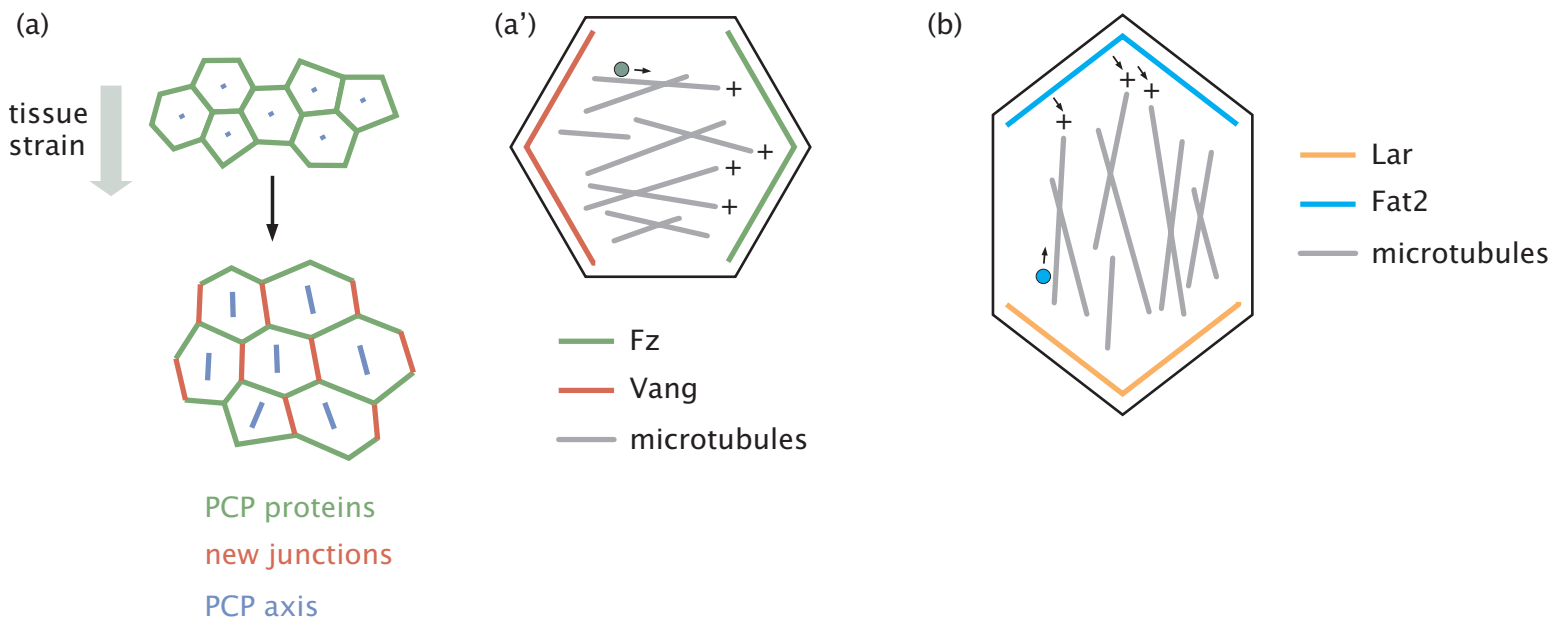 (a)
tissue
strain
PCP proteins
new junctions
PCP axis
(a')
+
+
+
+
Fz
Vang
microtubules
(b)
+
+
+
Lar
Fat2
microtubules